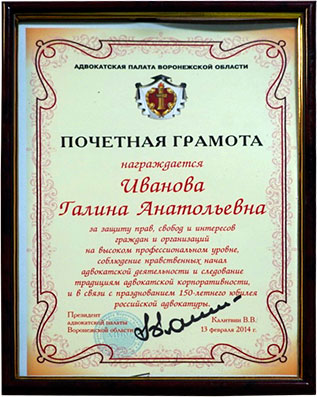 АДВОКАТСКАЯ ПАЛАТА ВОРОНЕЖСКОЙ ОБЛАСТИ
ПОЧЕТНАЯ ГРАМОТА
награждается
Иванова
Галина Анатольевна
за защиту прав, свобод и интересов
граждан и организаций
на высоком профессиональном уровне,
соблюдение нравственных начал
адвокатской деятельности и следование
традициям адвокатской корпоративности,
и в связи с празднованием 150-летнего юбилея
российской адвокатуры.
Президент
адвокатской палаты
Воронежской области
Калитвин В.В.
13 февраля 2014 г.